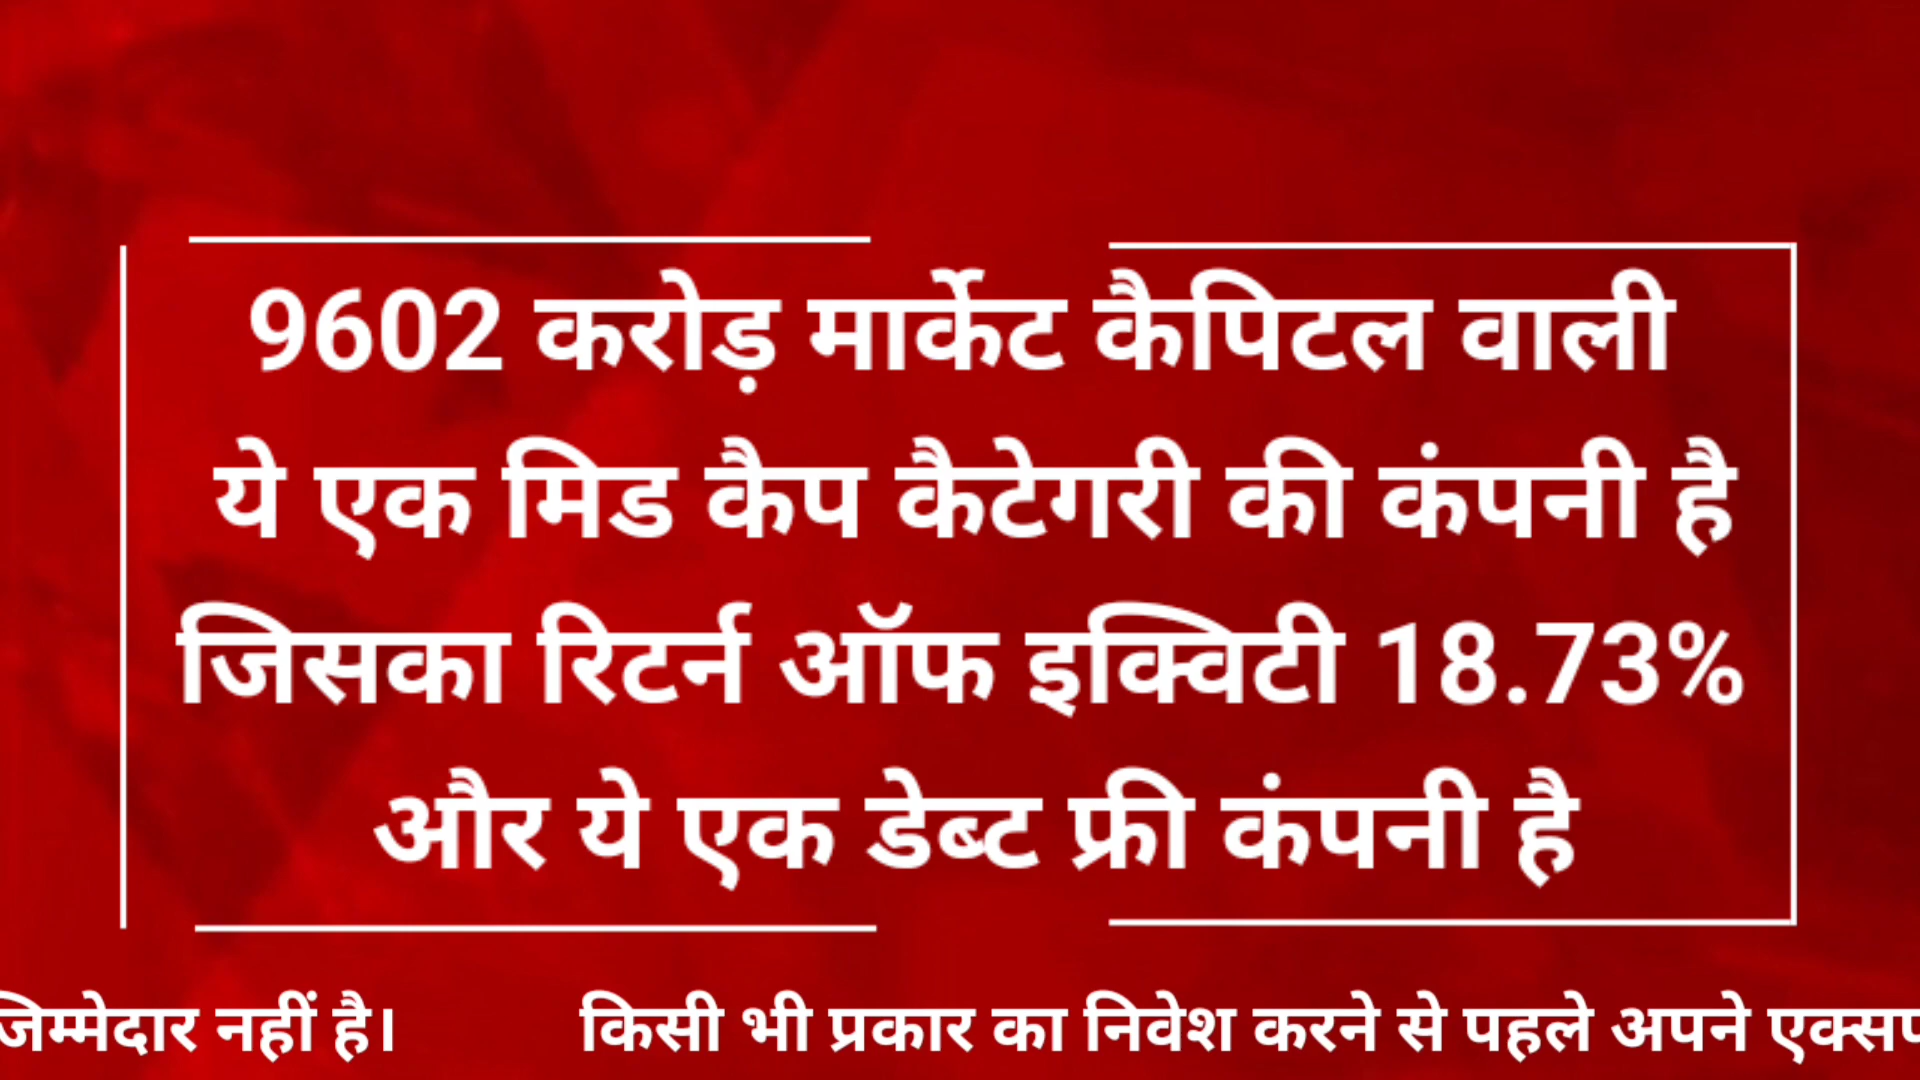 9602 करोड़ मार्केट कैपिटल वाली
ये एक मिड कैप कैटेगरी की कंपनी है
जिसका रिटर्न ऑफ इक्विटी 18.73%
और ये एक डेब्ट फ्री कंपनी है
जिम्मेदार नहीं है। किसी भी प्रकार का निवेश करने से पहले अपने